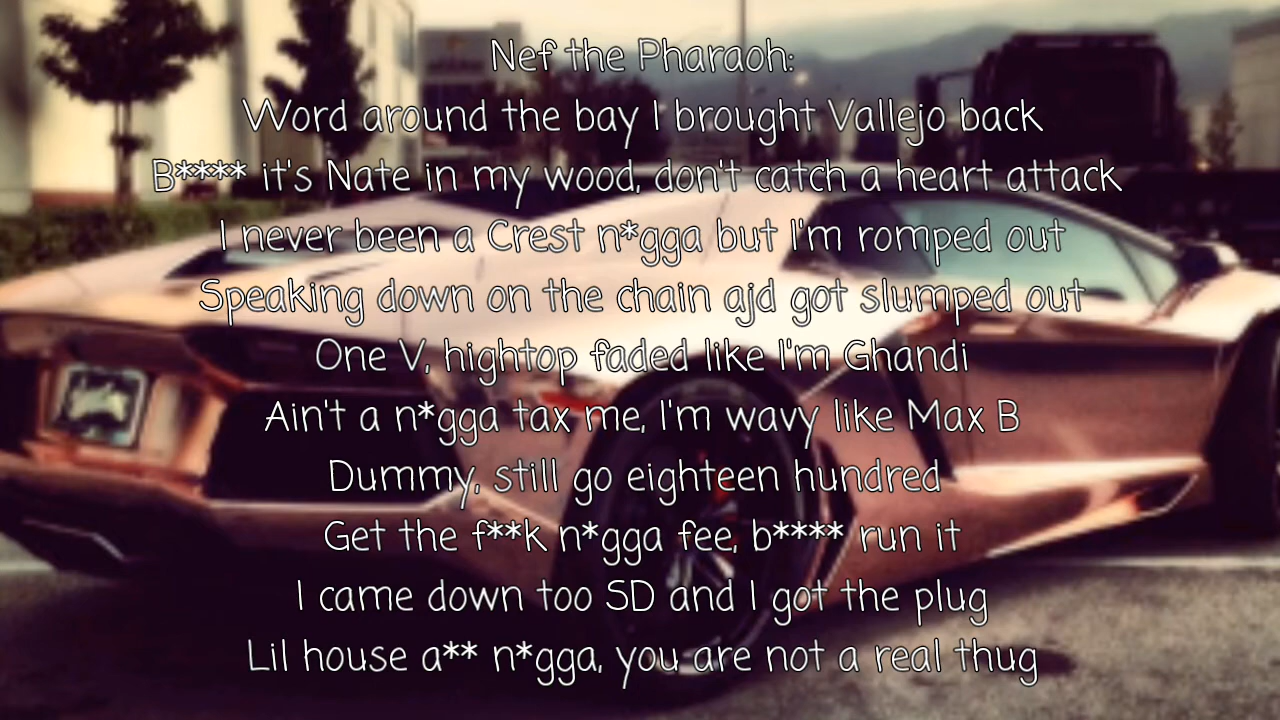 Nef the Pharaoh:
Word around the bay I brought Vallejo back
B**** it's Nate in my wood, don't catch a heart attack
I never been a Crest n*gga but I'm romped out
Speaking down on the chain ajd got slumped out
One V, hightop faded like I'm Ghandi
Ain't a n*gga tax me, I'm wavy like Max B
Dummy, still go eighteen hundred
Get the f**k n*gga fee, b**** run it
I came down too SD and I got the plug
Lil house a** n*gga, you are not a real thug